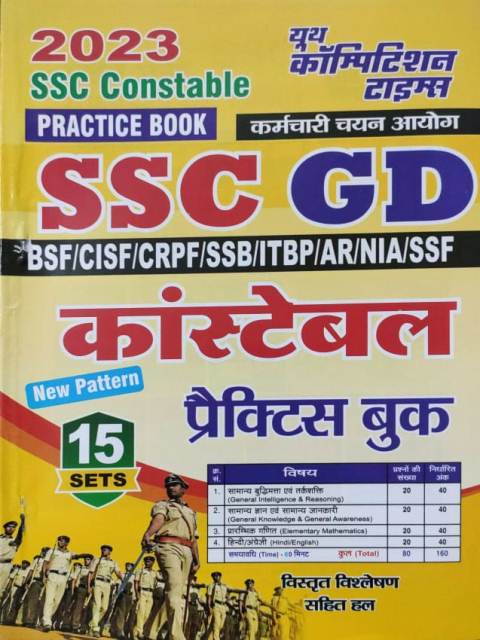 2023
SSC Constable
PRACTICE BOOK
यूथ
कॉम्पिटिशन
टाइम्स
कर्मचारी चयन आयोग
SSC GD
BSF/CISF/CRPF/SSB/ITBP/AR/NIA/SSF
कांस्टेबल
New Pattern
प्रैक्टिस बुक
15
SETS
क्र. सं. विषय प्रश्नों की संख्या निर्धारित अंक
1. सामान्य बुद्धिमत्ता एवं तर्कशक्ति 20 40
(General Intelligence & Reasoning)
2. सामान्य ज्ञान एवं सामान्य जानकारी 20 40
(General Knowledge & General Awareness)
3. प्रारम्भिक गणित (Elementary Mathematics) 20 40
4. हिन्दी/अंग्रेजी (Hindi/English) 20 40
समयावधि (Time) - 60 मिनट कुल (Total) 80 160
विस्तृत विश्लेषण
सहित हल